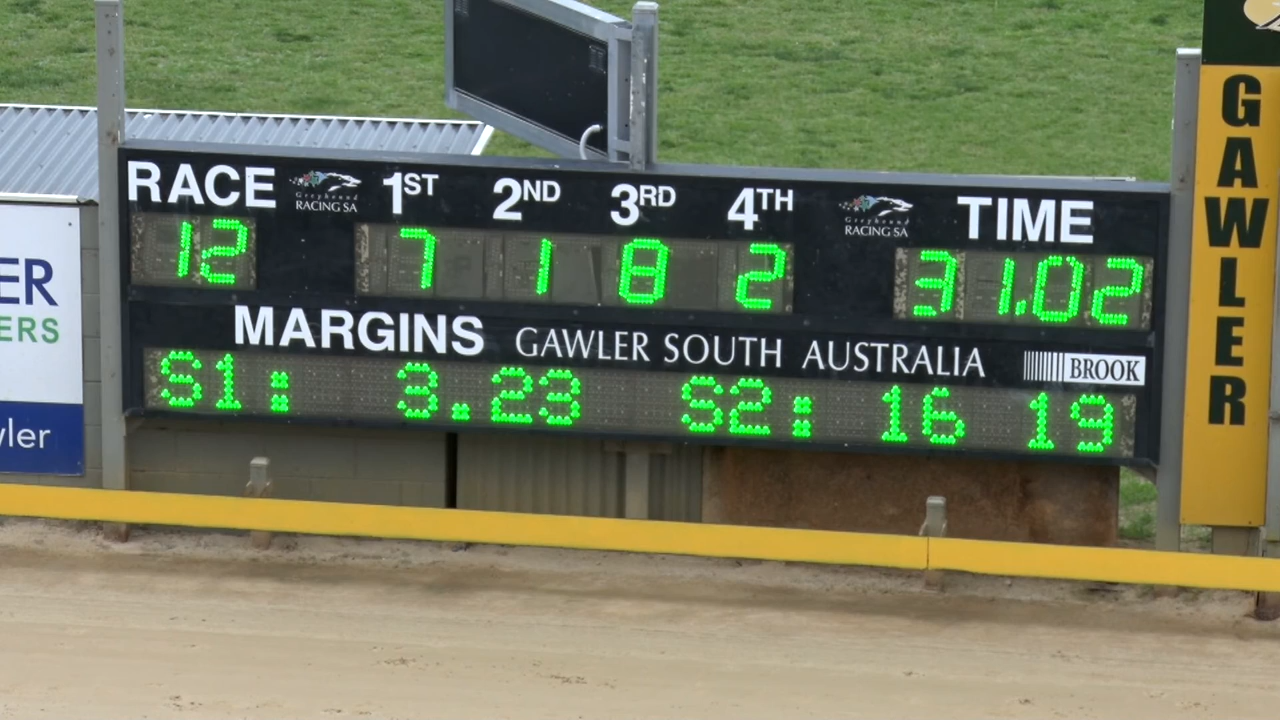 RACE Greyhound RACING SA 1ST 2ND 3RD 4TH Greyhound RACING SA TIME
12 7 1 8 2 31.02
MARGINS GAWLER SOUTH AUSTRALIA BROOK
S1: 3.23 S2: 16 19
GAWLER
ER
ERS
wler